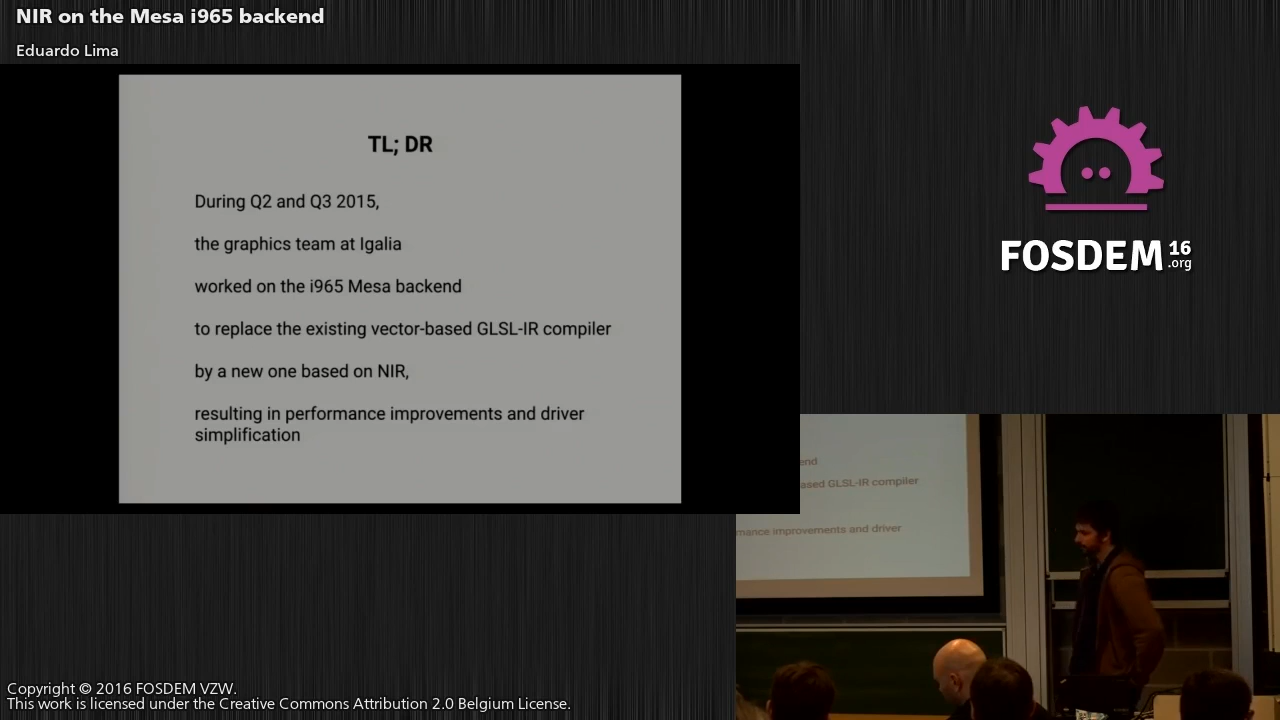 NIR on the Mesa i965 backend
Eduardo Lima
TL; DR
During Q2 and Q3 2015,
the graphics team at Igalia
worked on the i965 Mesa backend
to replace the existing vector-based GLSL-IR compiler
by a new one based on NIR,
resulting in performance improvements and driver
simplification
FOSDEM 16 .org
end
ased GLSL-IR compiler
mance improvements and driver
Copyright © 2016 FOSDEM VZW.
This work is licensed under the Creative Commons Attribution 2.0 Belgium License.